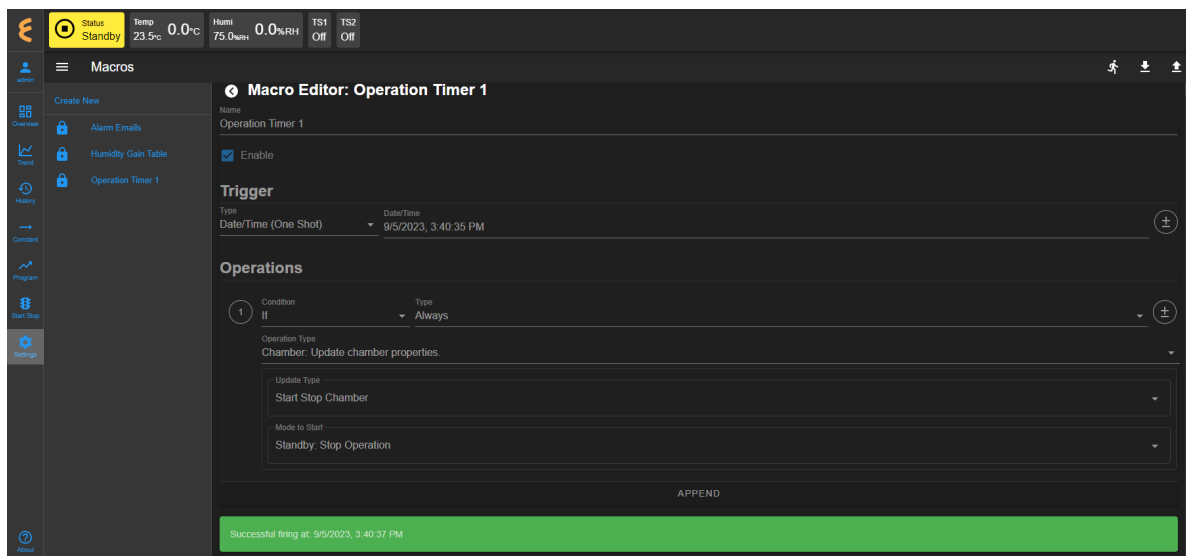 Status
Standby
Temp
23.5°C 0.0°C
Humi
75.0%RH 0.0%RH
TS1
Off
TS2
Off
admin
Macros
Overview
Trend
History
Constant
Program
Start Stop
Settings
About
Create New
Alarm Emails
Humidity Gain Table
Operation Timer 1
Macro Editor: Operation Timer 1
Name
Operation Timer 1
Enable
Trigger
Type
Date/Time (One Shot)
Date/Time
9/5/2023, 3:40:35 PM
Operations
1
Condition
If
Type
Always
Operation Type
Chamber: Update chamber properties.
Update Type
Start Stop Chamber
Mode to Start
Standby: Stop Operation
APPEND
Successful firing at: 9/5/2023, 3:40:37 PM